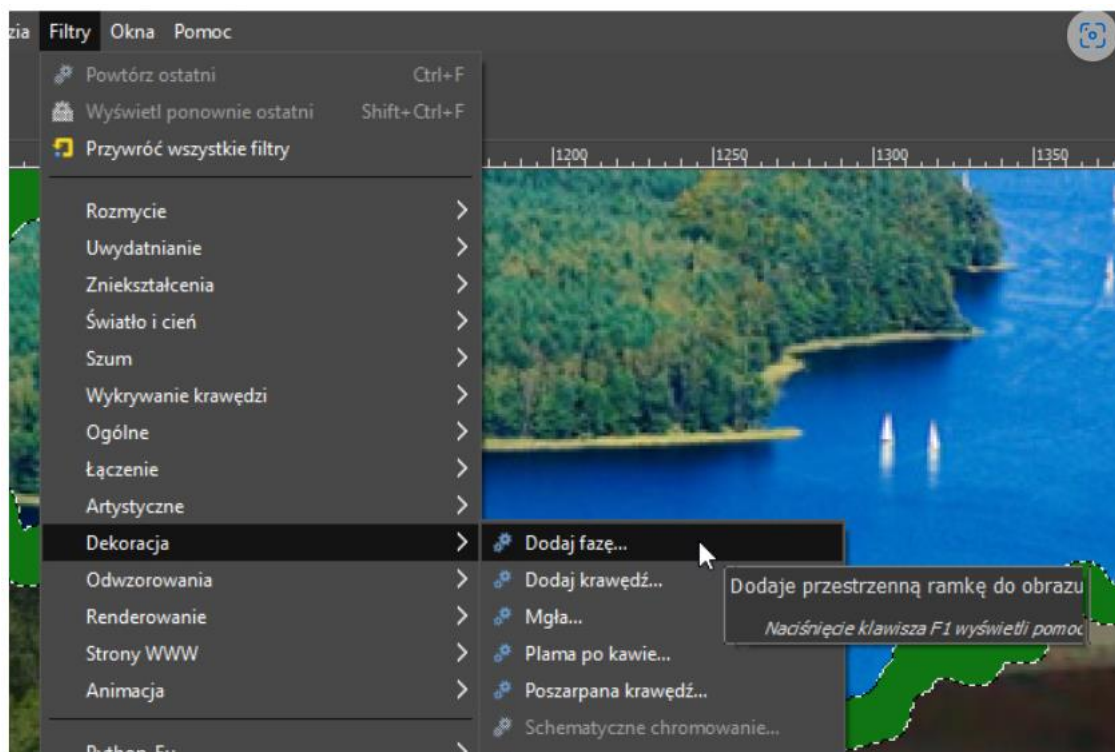 zia Filtry Okna Pomoc
Powtórz ostatni Ctrl+F
Wyświetl ponownie ostatni Shift+Ctrl+F
Przywróć wszystkie filtry
1200 1250 1300 1350
Rozmycie
Uwydatnianie
Zniekształcenia
Światło i cień
Szum
Wykrywanie krawędzi
Ogólne
Łączenie
Artystyczne
Dekoracja
Odwzorowania
Renderowanie
Strony WWW
Animacja
Python-Fu
Dodaj fazę...
Dodaj krawędź...
Mgła...
Plama po kawie...
Poszarpana krawędź...
Schematyczne chromowanie...
Dodaje przestrzenną ramkę do obrazu
Naciśnięcie klawisza F1 wyświetli pomoc